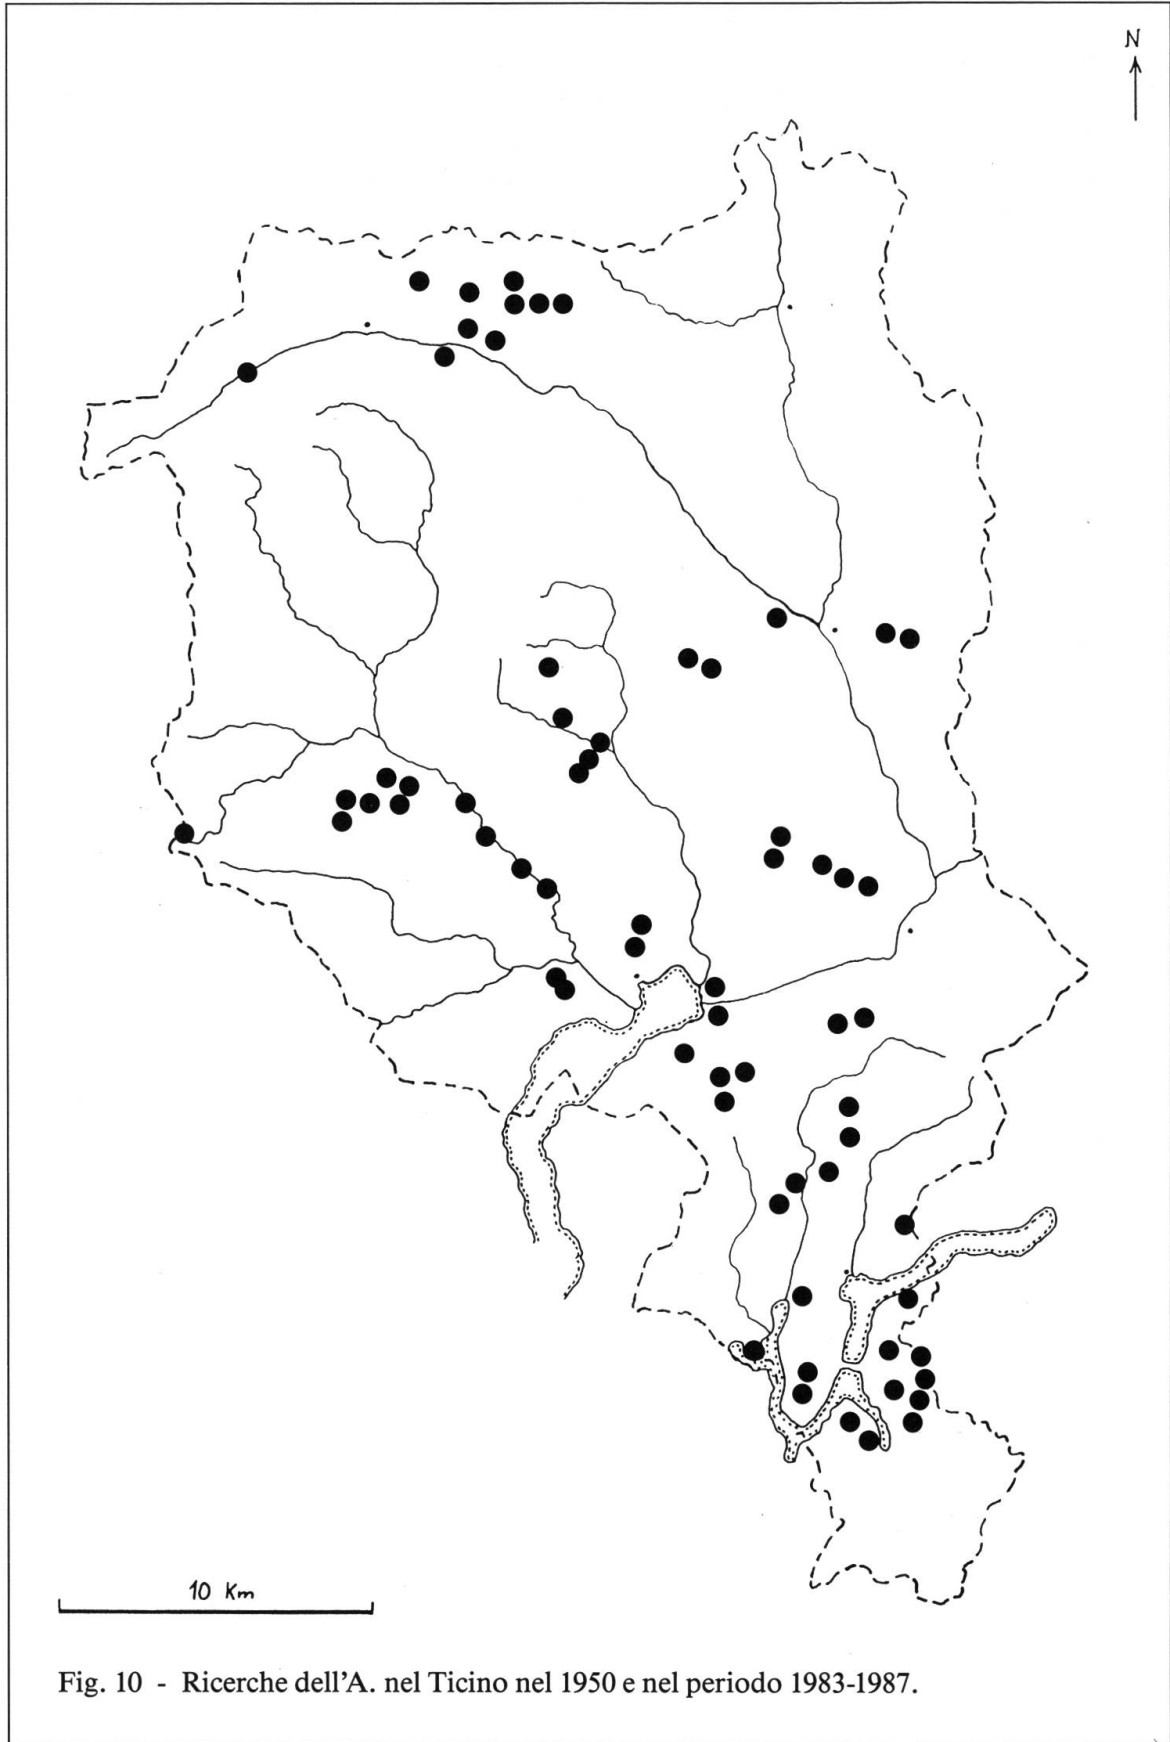 N
10 Km
Fig. 10 - Ricerche dell'A. nel Ticino nel 1950 e nel periodo 1983-1987.